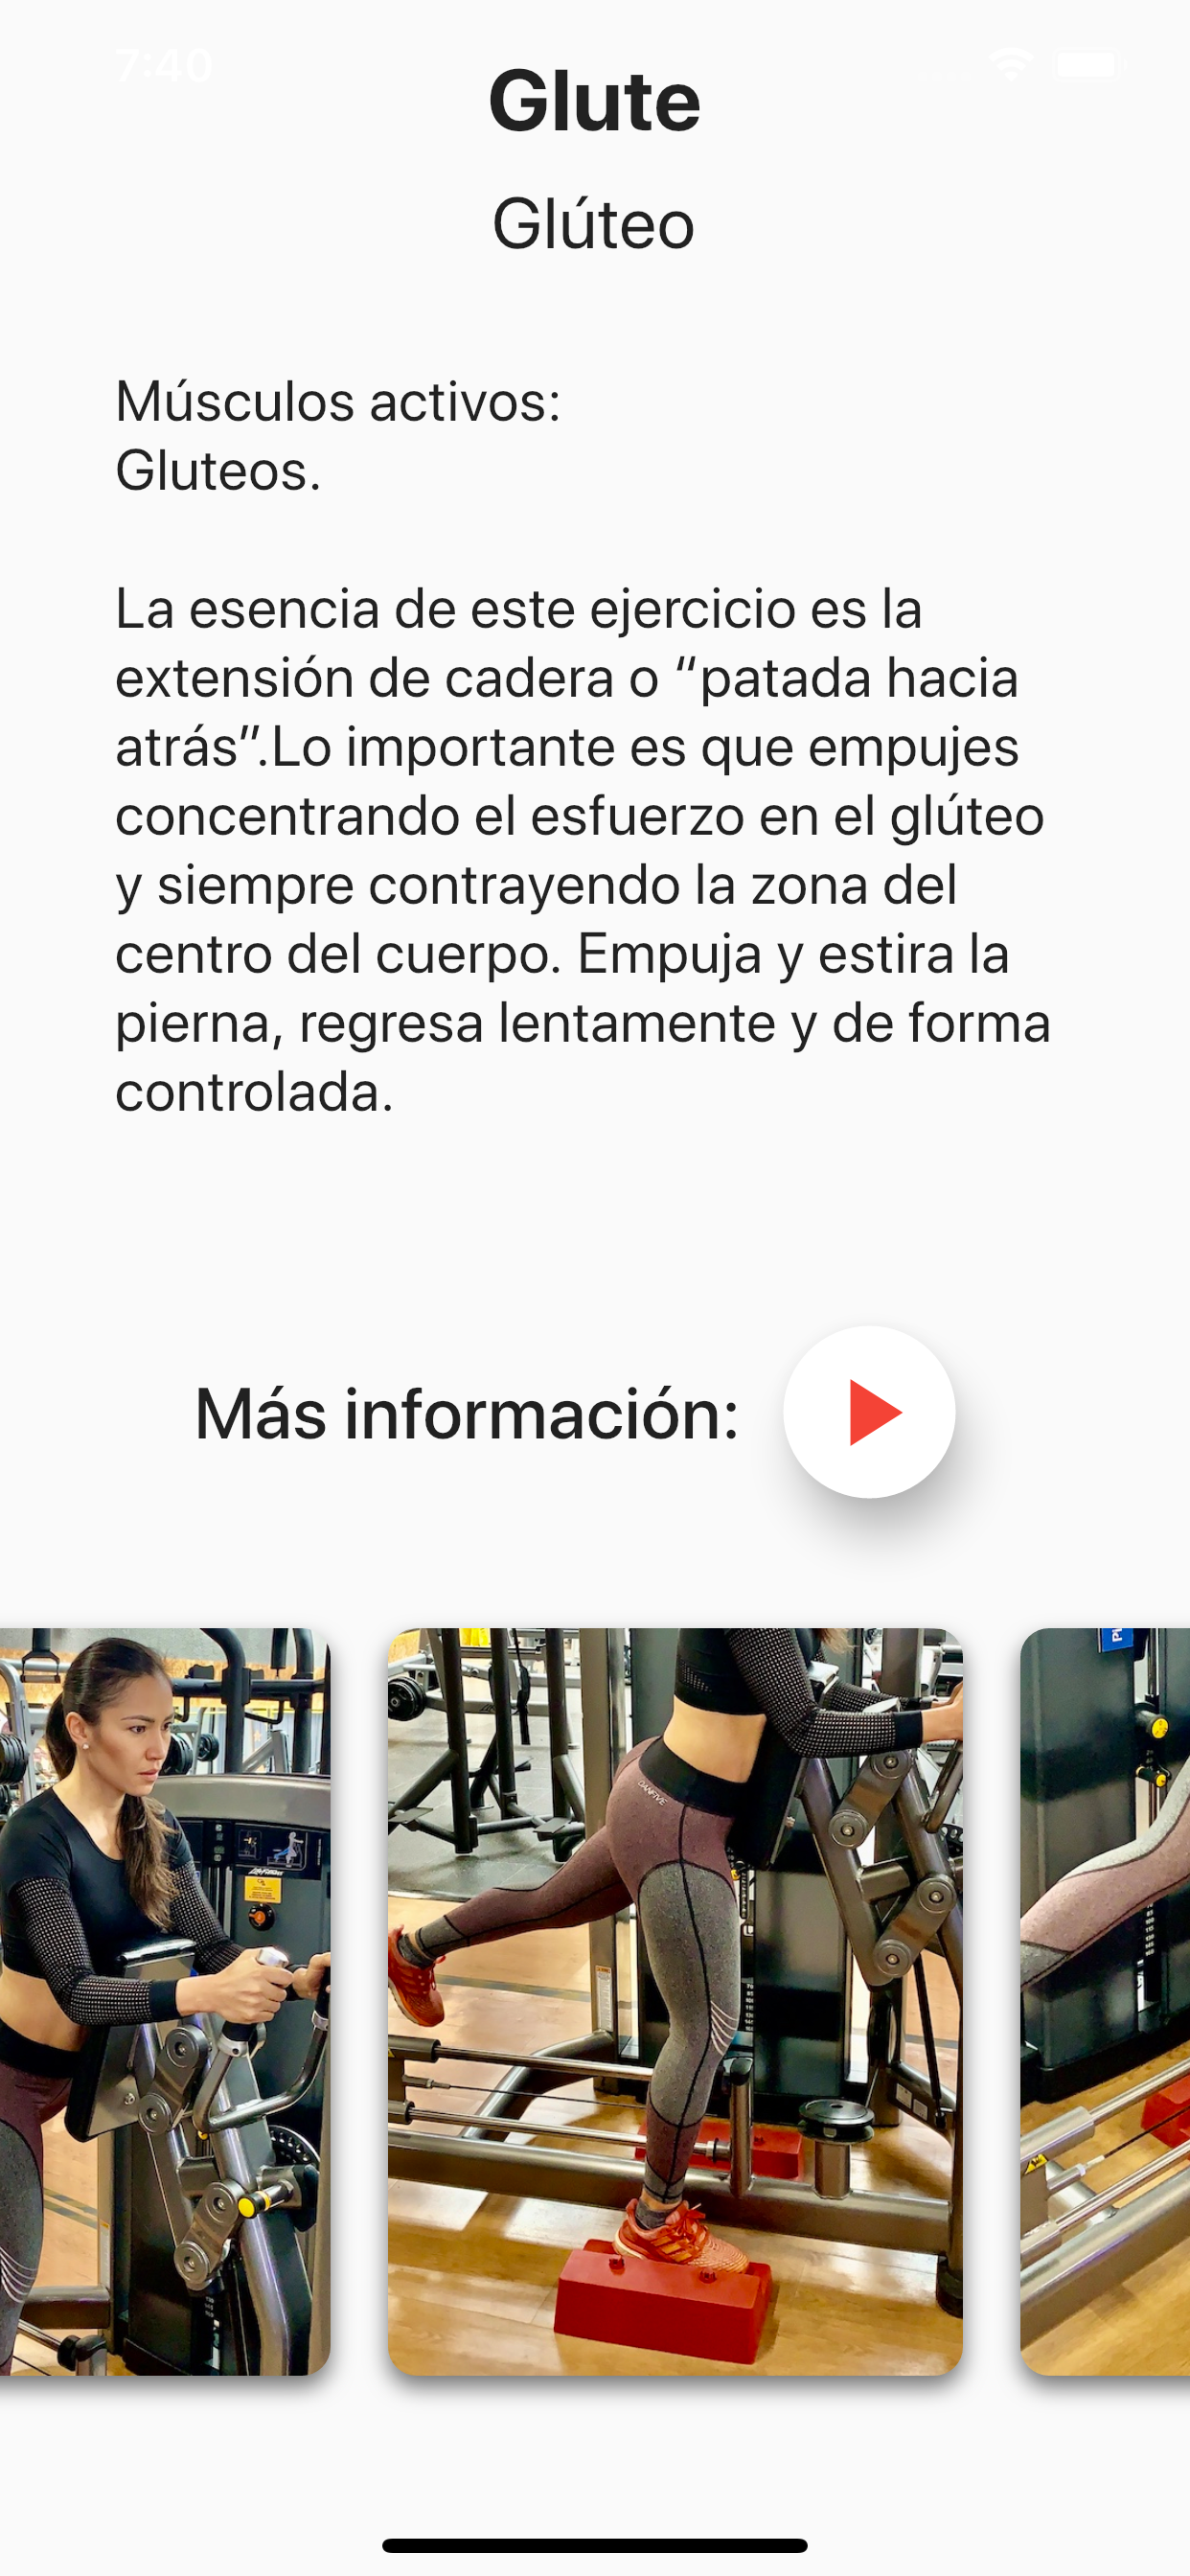 7:40
Glute
Glúteo
Músculos activos:
Gluteos.
La esencia de este ejercicio es la
extensión de cadera o “patada hacia
atrás”.Lo importante es que empujes
concentrando el esfuerzo en el glúteo
y siempre contrayendo la zona del
centro del cuerpo. Empuja y estira la
pierna, regresa lentamente y de forma
controlada.
Más información: